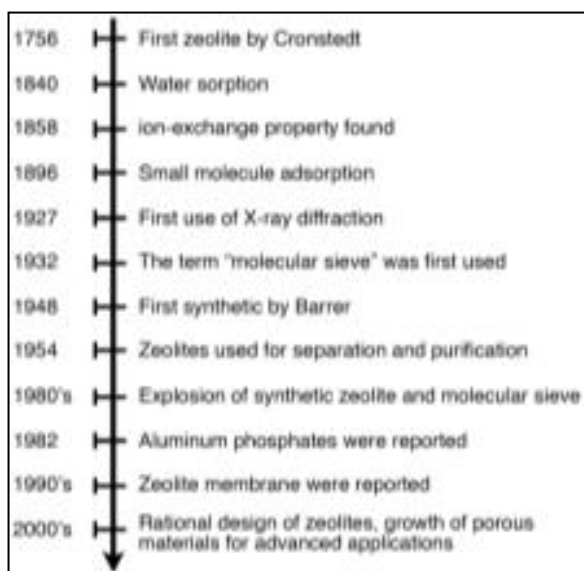 1756 First zeolite by Cronstedt
1840 Water sorption
1858 ion-exchange property found
1896 Small molecule adsorption
1927 First use of X-ray diffraction
1932 The term "molecular sieve" was first used
1948 First synthetic by Barrer
1954 Zeolites used for separation and purification
1980's Explosion of synthetic zeolite and molecular sieve
1982 Aluminum phosphates were reported
1990's Zeolite membrane were reported
2000's Rational design of zeolites, growth of porous
materials for advanced applications